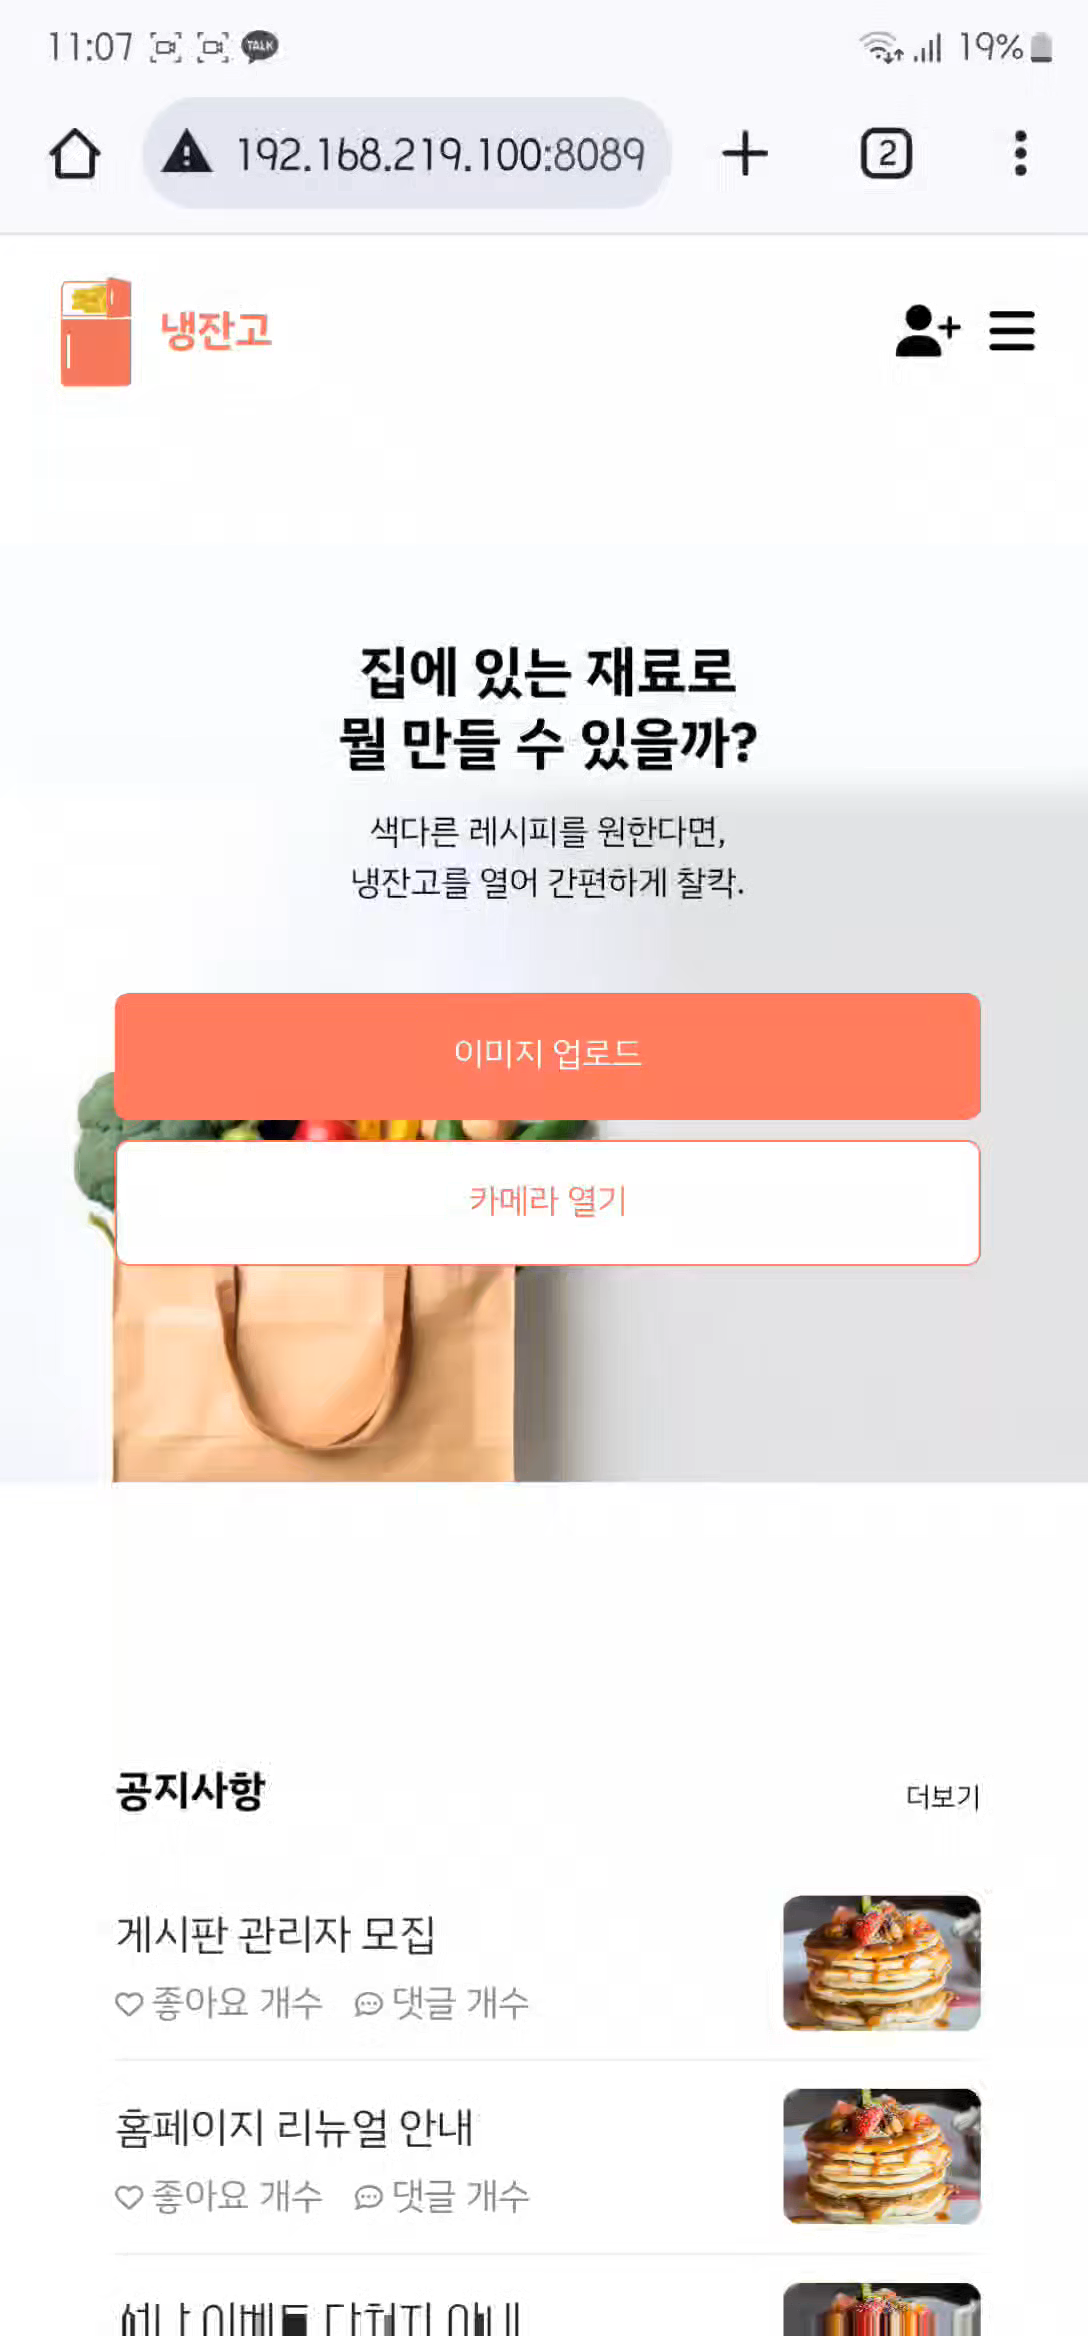 11:07 TALK 19%
192.168.219.100:8089 2
냉잔고
집에 있는 재료로
뭘 만들 수 있을까?
색다른 레시피를 원한다면,
냉잔고를 열어 간편하게 찰칵.
이미지 업로드
카메라 열기
공지사항 더보기
게시판 관리자 모집
좋아요 개수 댓글 개수
홈페이지 리뉴얼 안내
좋아요 개수 댓글 개수